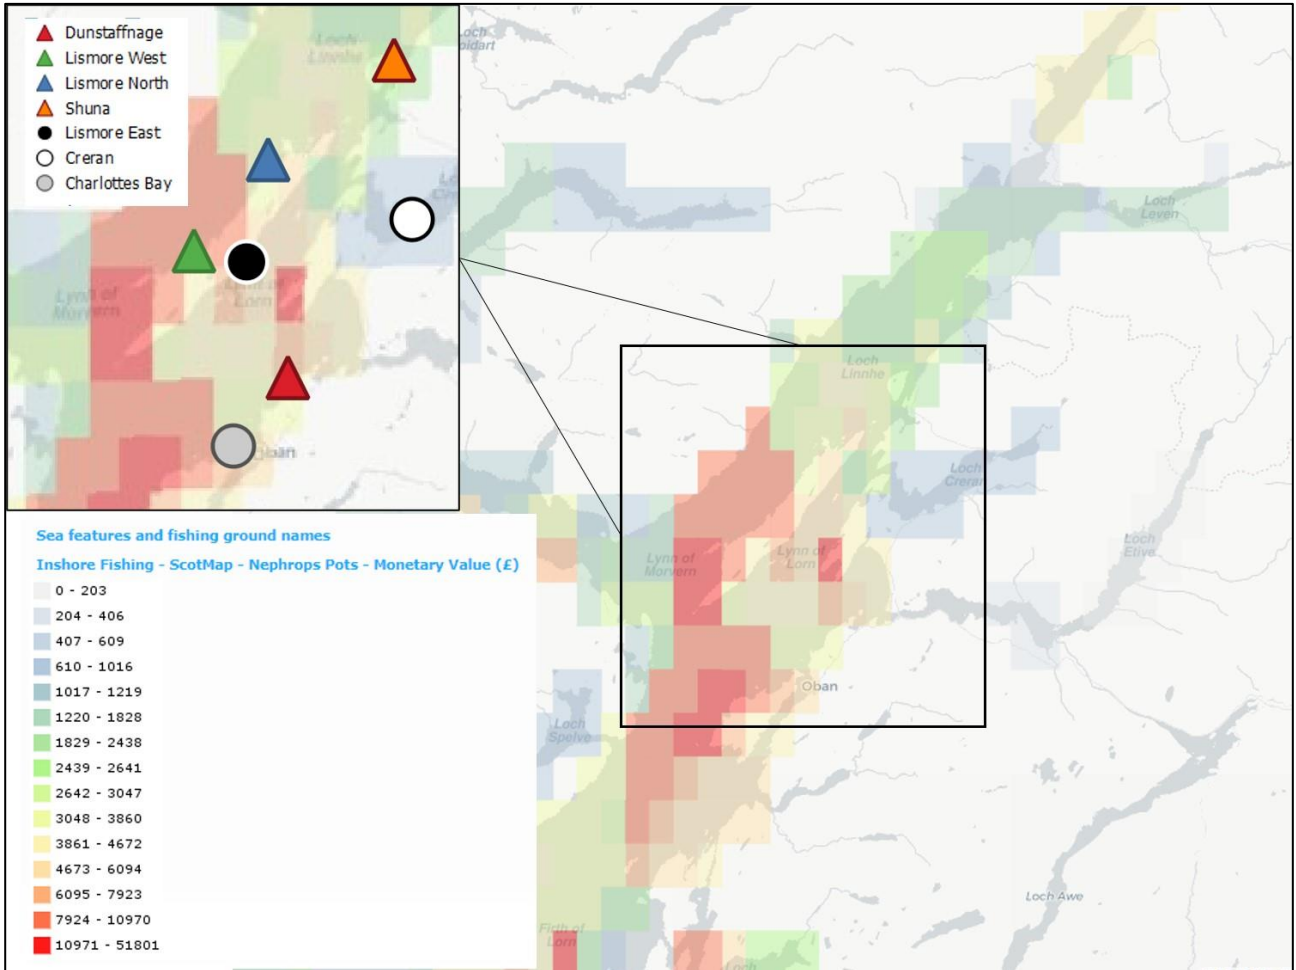 Dunstaffnage
Lismore West
Lismore North
Shuna
Lismore East
Creran
Charlottes Bay
Loch
Linnhe
Lynn of
Morvern
Lynn of
Lorn
Oban
Loch
Leven
Loch
Linnhe
Loch
Creran
Loch
Etive
Lynn of
Morvern
Lynn of
Lorn
Oban
Loch
Spelve
Loch Awe
Firth of
Lorn
Loch
Sea features and fishing ground names
Inshore Fishing - ScotMap - Nephrops Pots - Monetary Value (£)
0 - 203
204 - 406
407 - 609
610 - 1016
1017 - 1219
1220 - 1828
1829 - 2438
2439 - 2641
2642 - 3047
3048 - 3860
3861 - 4672
4673 - 6094
6095 - 7923
7924 - 10970
10971 - 51801